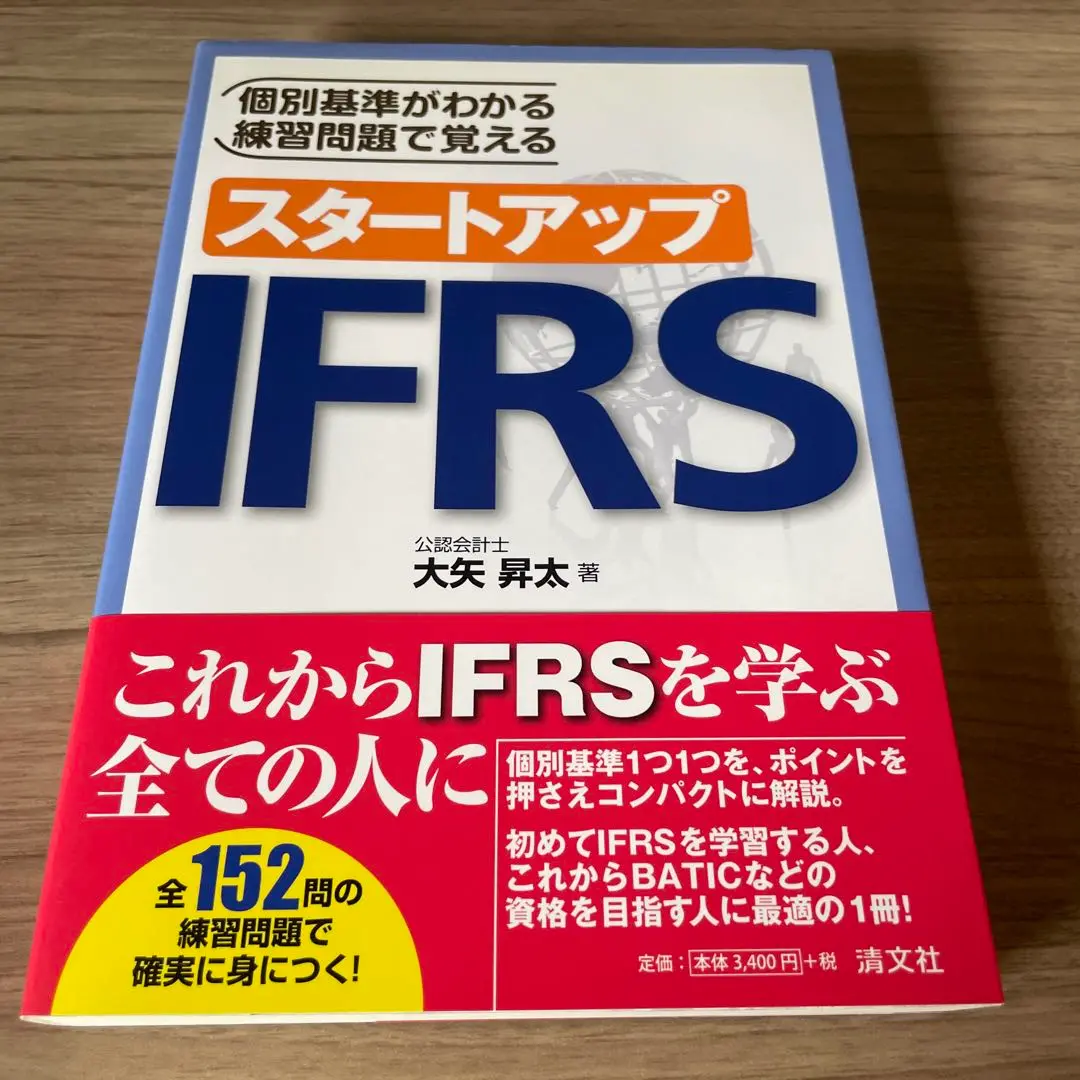 個別基準がわかる
練習問題で覚える
スタートアップ
IFRS
公認会計士
大矢 昇太 著
これからIFRSを学ぶ
全ての人に
個別基準1つ1つを、ポイントを
押さえコンパクトに解説。
初めてIFRSを学習する人、
これからBATICなどの
資格を目指す人に最適の1冊!
全152問の
練習問題で
確実に身につく!
定価:本体3,400円+税 清文社